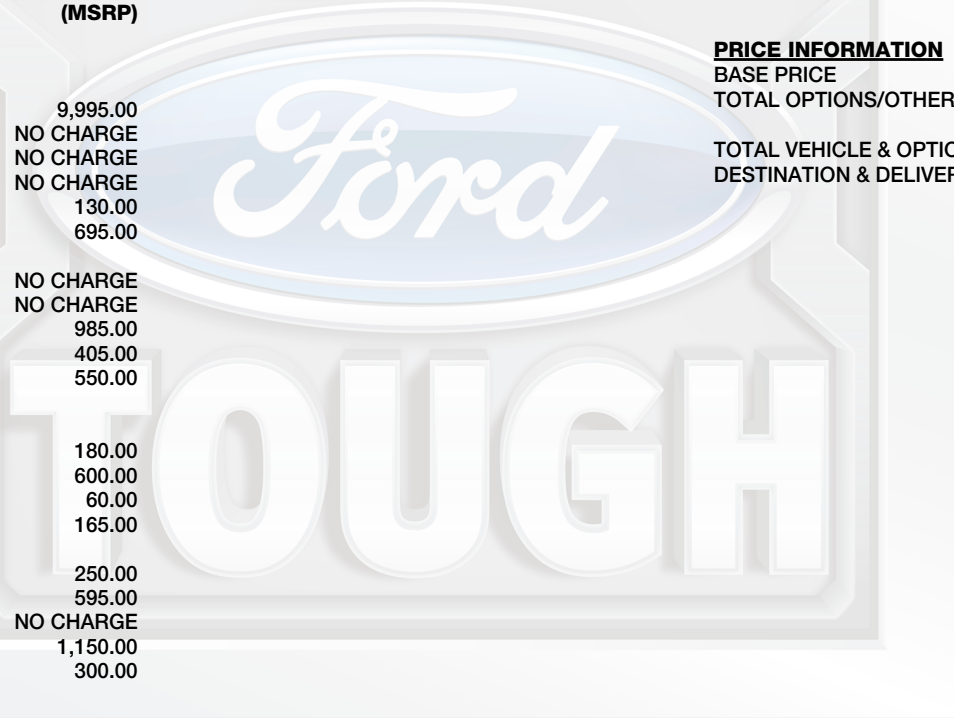 (MSRP)
9,995.00
NO CHARGE
NO CHARGE
NO CHARGE
130.00
695.00
NO CHARGE
NO CHARGE
985.00
405.00
550.00
180.00
600.00
60.00
165.00
250.00
595.00
NO CHARGE
1,150.00
300.00
PRICE INFORMATION
BASE PRICE
TOTAL OPTIONS/OTHER
TOTAL VEHICLE & OPTIO
DESTINATION & DELIVER
Ford
TOUGH